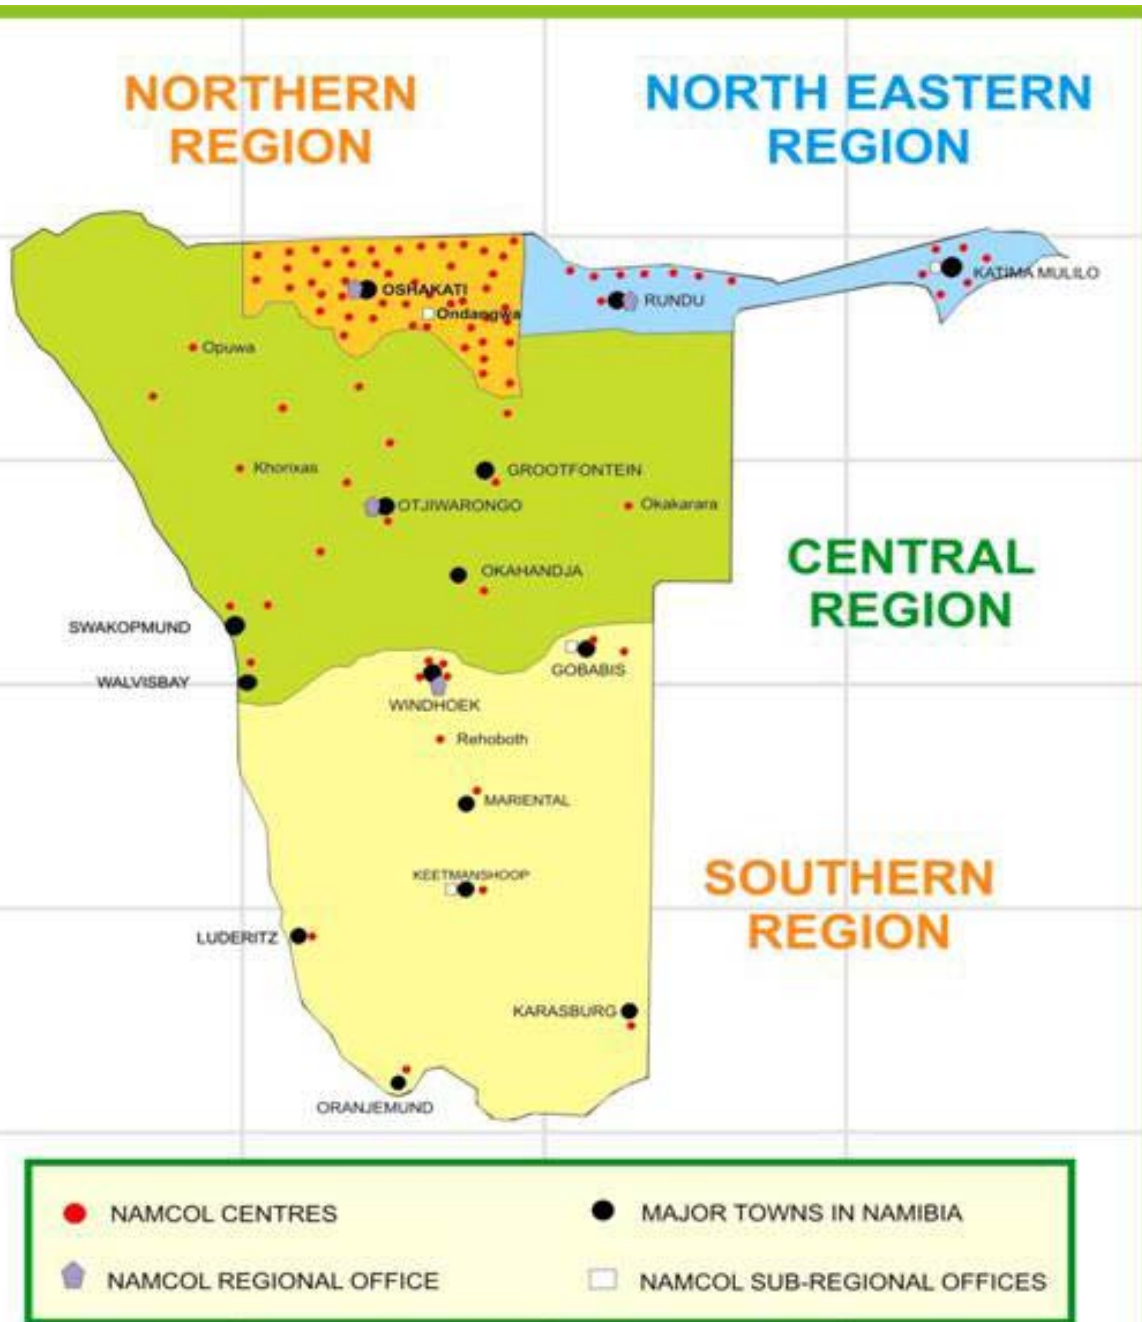 NORTHERN
REGION
NORTH EASTERN
REGION
KATIMA MULILO
OSHAKATI
RUNDU
Ondangwa
Opuwa
Khorixas
GROOTFONTEIN
OTJIWARONGO
Okakarara
CENTRAL
REGION
OKAHANDJA
SWAKOPMUND
GOBABIS
WALVISBAY
WINDHOEK
Rehoboth
MARIENTAL
KEETMANSHOOP
SOUTHERN
REGION
LUDERITZ
KARASBURG
ORANJEMUND
NAMCOL CENTRES
MAJOR TOWNS IN NAMIBIA
NAMCOL REGIONAL OFFICE
NAMCOL SUB-REGIONAL OFFICES